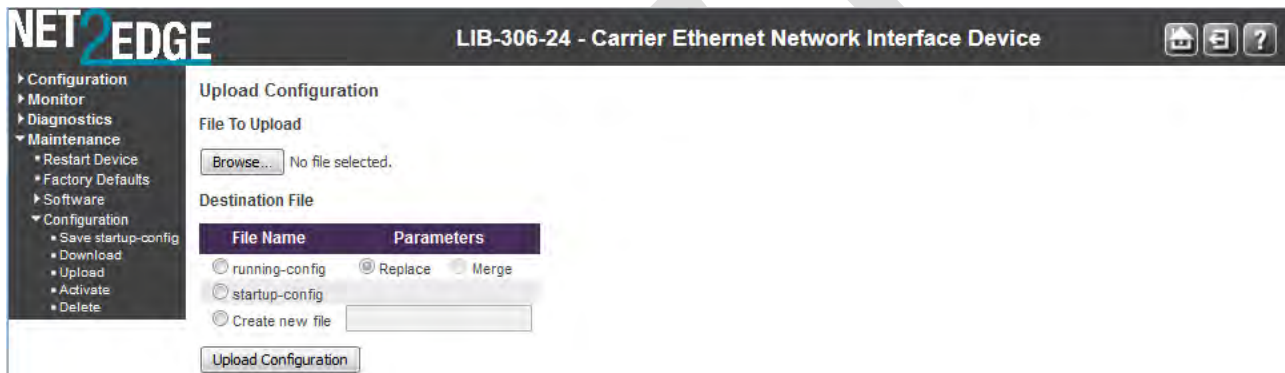 NET2EDGE
LIB-306-24 - Carrier Ethernet Network Interface Device
?
Configuration
Monitor
Diagnostics
Maintenance
Restart Device
Factory Defaults
Software
Configuration
Save startup-config
Download
Upload
Activate
Delete
Upload Configuration
File To Upload
Browse... No file selected.
Destination File
File Name Parameters
running-config Replace Merge
startup-config
Create new file
Upload Configuration